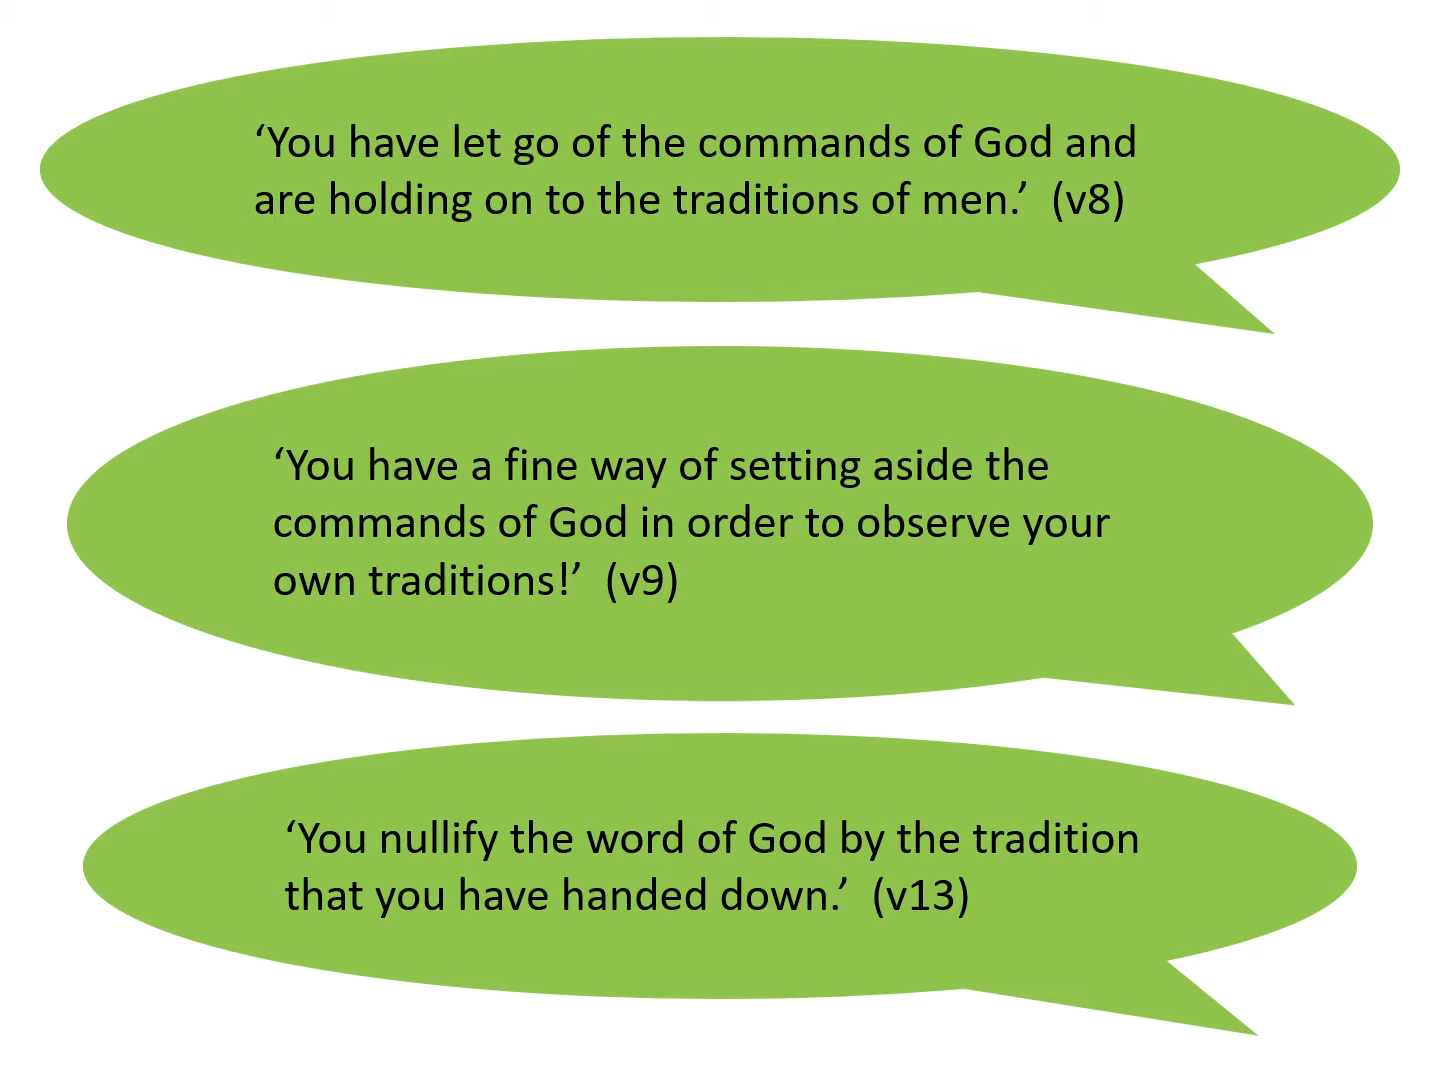 ‘You have let go of the commands of God and
are holding on to the traditions of men.’ (v8)
‘You have a fine way of setting aside the
commands of God in order to observe your
own traditions!’ (v9)
‘You nullify the word of God by the tradition
that you have handed down.’ (v13)